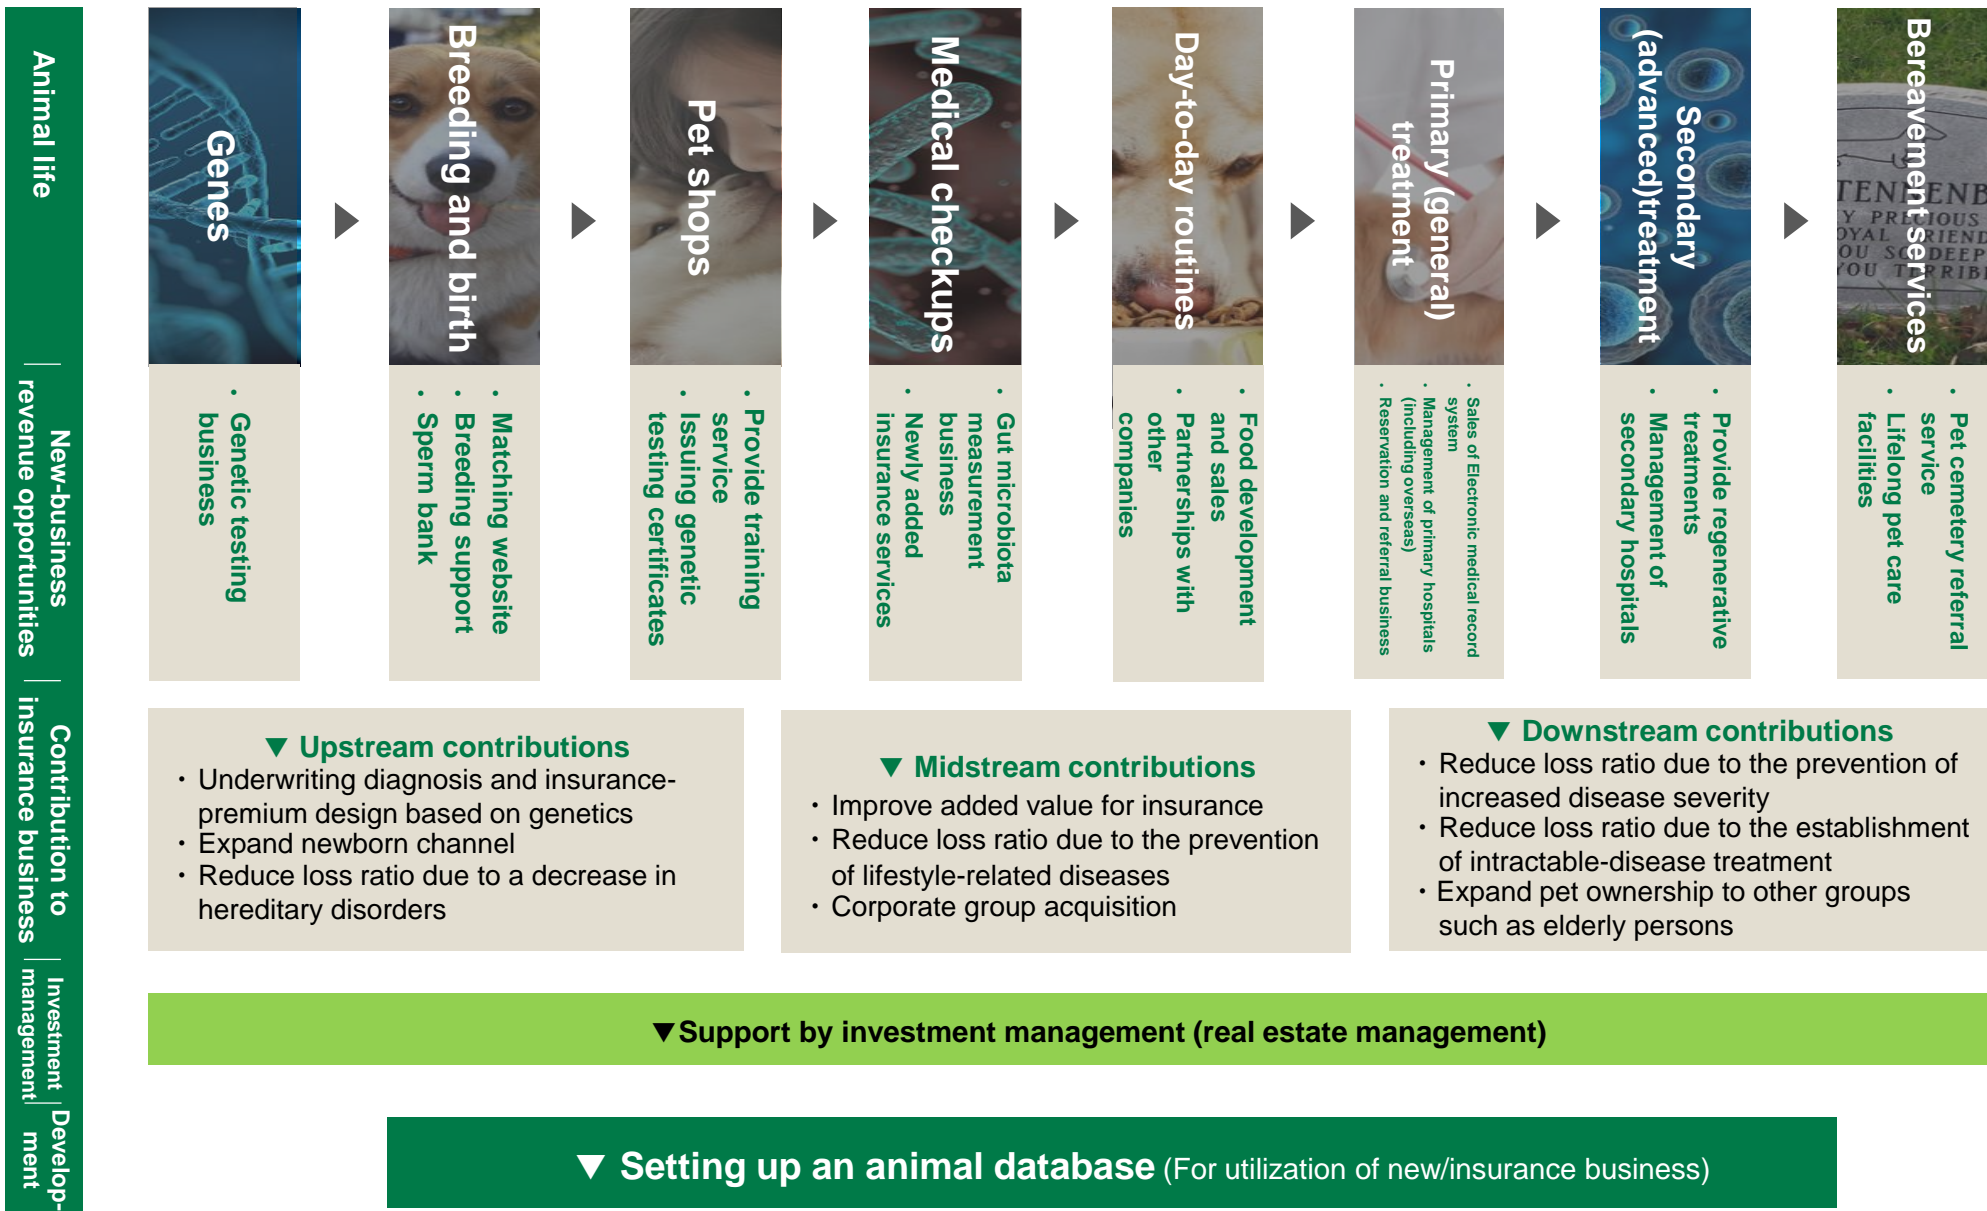 Animal life
New-business
revenue opportunities
Contribution to
insurance business
Investment
management
Develop-
ment
Genes
Breeding and birth
Pet shops
Medical checkups
Day-to-day routines
Primary (general)
treatment
Secondary
(advanced)treatment
Bereavement services
TENNENB
Y PRECIOUS
OYAL FRIEND
OU SO DEEP
YOU TERRIB
・Genetic testing
business
・Matching website
・Breeding support
・Sperm bank
・Provide training
service
・Issuing genetic
testing certificates
・Gut microbiota
measurement
business
・Newly added
insurance services
・Food development
and sales
・Partnerships with
other
companies
・Sales of Electronic medical record
system
・Management of primary hospitals
(including overseas)
・Reservation and referral business
・Provide regenerative
treatments
・Management of
secondary hospitals
・Pet cemetery referral
service
・Lifelong pet care
facilities
▼ Upstream contributions
・Underwriting diagnosis and insurance-
premium design based on genetics
・Expand newborn channel
・Reduce loss ratio due to a decrease in
hereditary disorders
▼ Midstream contributions
・Improve added value for insurance
・Reduce loss ratio due to the prevention
of lifestyle-related diseases
・Corporate group acquisition
▼ Downstream contributions
・Reduce loss ratio due to the prevention of
increased disease severity
・Reduce loss ratio due to the establishment
of intractable-disease treatment
・Expand pet ownership to other groups
such as elderly persons
▼Support by investment management (real estate management)
▼ Setting up an animal database (For utilization of new/insurance business)